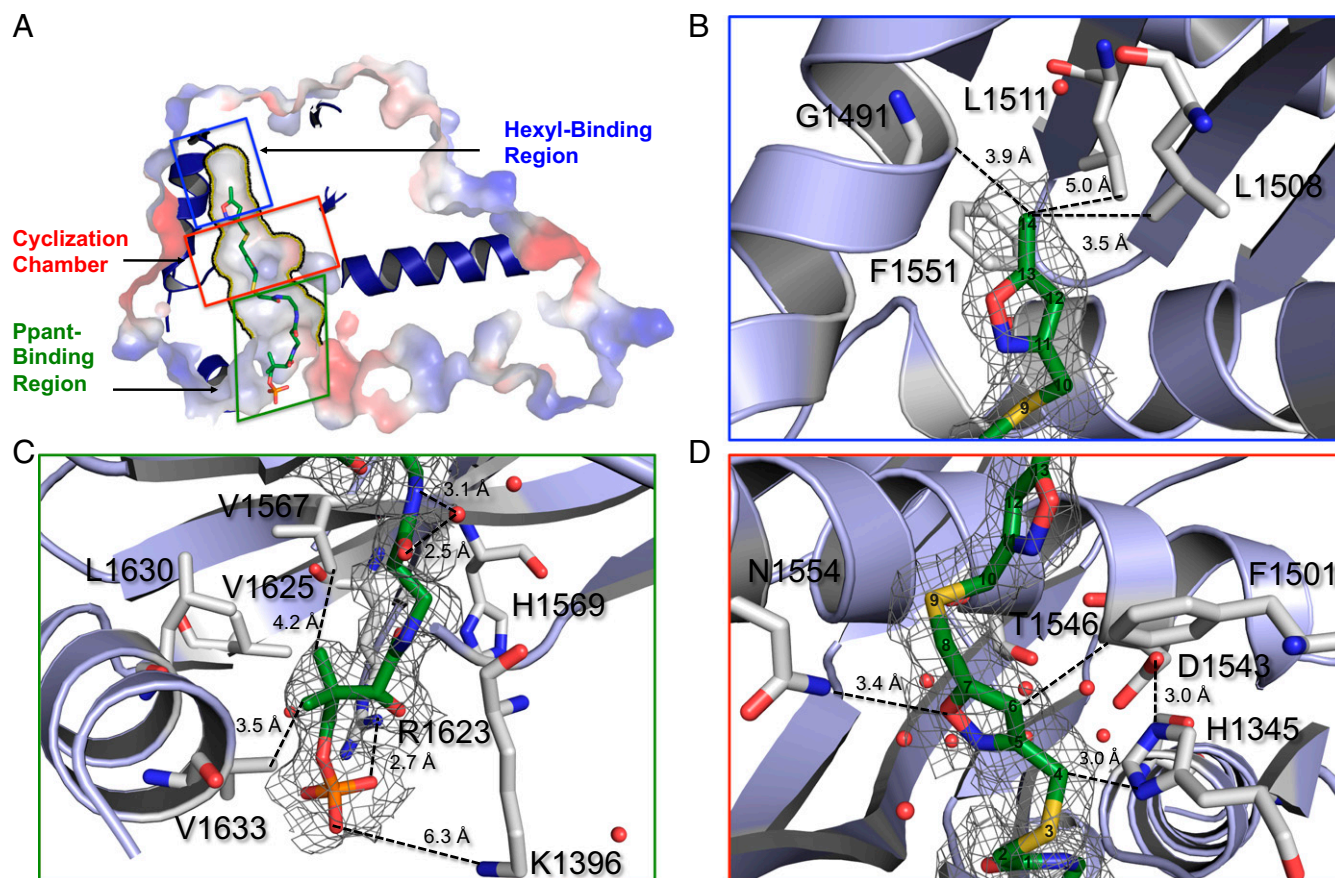 A
Hexyl-Binding
Region
Cyclization
Chamber
Ppant-
Binding
Region
B
G1491
L1511
L1508
F1551
3.9 Å
5.0 Å
3.5 Å
14
13
12
11
10
9
C
V1567
L1630
V1625
H1569
R1623
V1633
K1396
3.1 Å
2.5 Å
4.2 Å
3.5 Å
2.7 Å
6.3 Å
D
N1554
T1546
F1501
D1543
H1345
3.4 Å
3.0 Å
3.0 Å
13
12
10
9
8
7
6
5
4
3
2